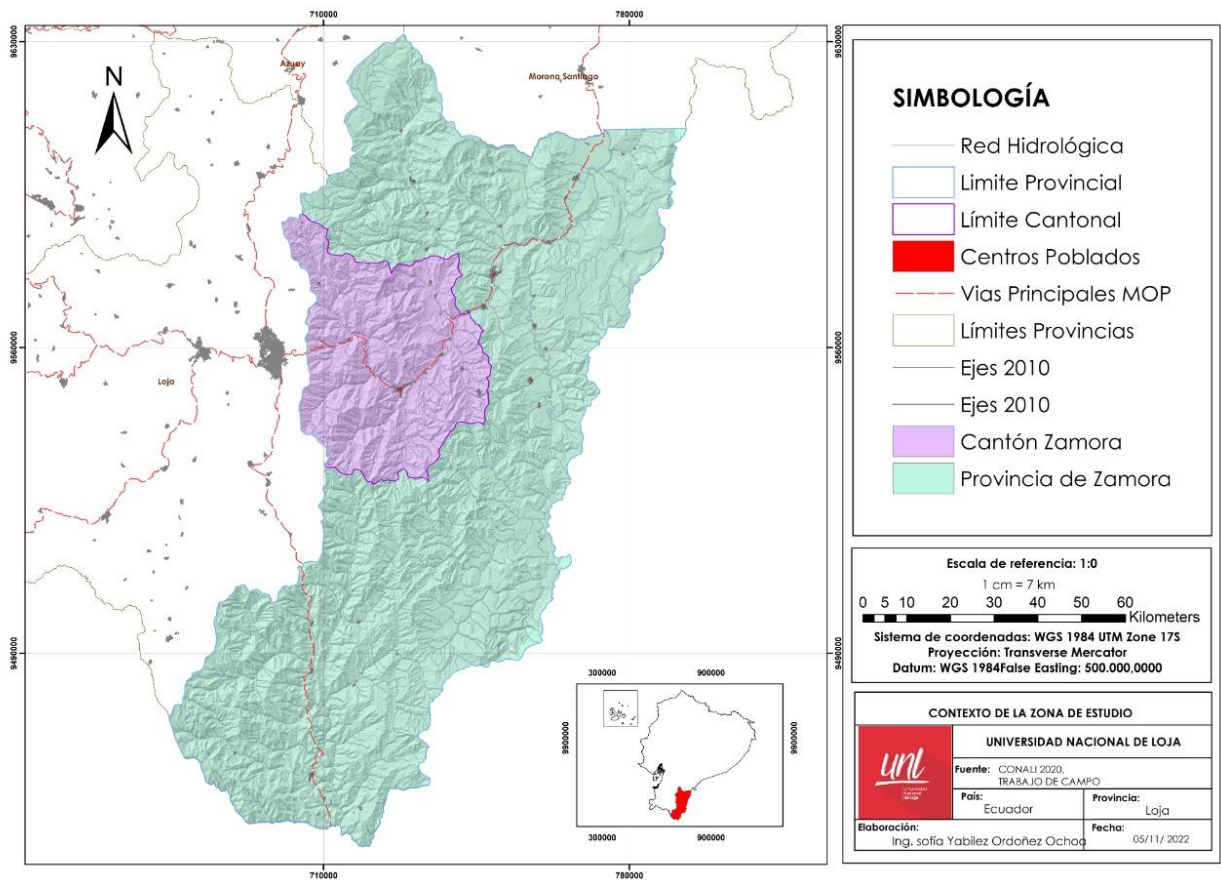 710000
780000
9630000
9630000
Azuay
Morona Santiago
N
9560000
9560000
Loja
9490000
9490000
300000
900000
9900000
9900000
300000
900000
710000
780000
SIMBOLOGÍA
Red Hidrológica
Limite Provincial
Límite Cantonal
Centros Poblados
Vias Principales MOP
Límites Provincias
Ejes 2010
Ejes 2010
Cantón Zamora
Provincia de Zamora
Escala de referencia: 1:0
1 cm = 7 km
0 5 10 20 30 40 50 60
Kilometers
Sistema de coordenadas: WGS 1984 UTM Zone 17S
Proyección: Transverse Mercator
Datum: WGS 1984False Easting: 500.000,0000
CONTEXTO DE LA ZONA DE ESTUDIO
unl
Universidad
Nacional
de Loja
UNIVERSIDAD NACIONAL DE LOJA
Fuente: CONALI 2020,
TRABAJO DE CAMPO
País:
Ecuador
Provincia:
Loja
Elaboración:
Ing. sofía Yabilez Ordoñez Ochoa
Fecha:
05/11/ 2022